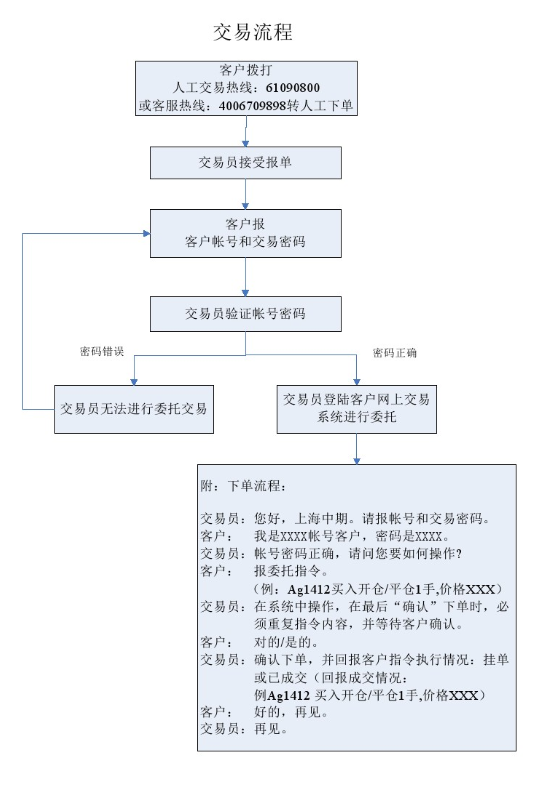 交易流程
客户拨打
人工交易热线：61090800
或客服热线：4006709898转人工下单
交易员接受报单
客户报
客户帐号和交易密码
交易员验证帐号密码
密码错误
密码正确
交易员无法进行委托交易
交易员登陆客户网上交易
系统进行委托
附：下单流程：
交易员：您好，上海中期。请报帐号和交易密码。
客户： 我是XXXX帐号客户，密码是XXXX。
交易员：帐号密码正确，请问您要如何操作?
客户： 报委托指令。
（例：Ag1412买入开仓/平仓1手,价格XXX）
交易员：在系统中操作，在最后“确认”下单时，必
须重复指令内容，并等待客户确认。
客户： 对的/是的。
交易员：确认下单，并回报客户指令执行情况：挂单
或已成交（回报成交情况：
例Ag1412 买入开仓/平仓1手,价格XXX）
客户： 好的，再见。
交易员：再见。